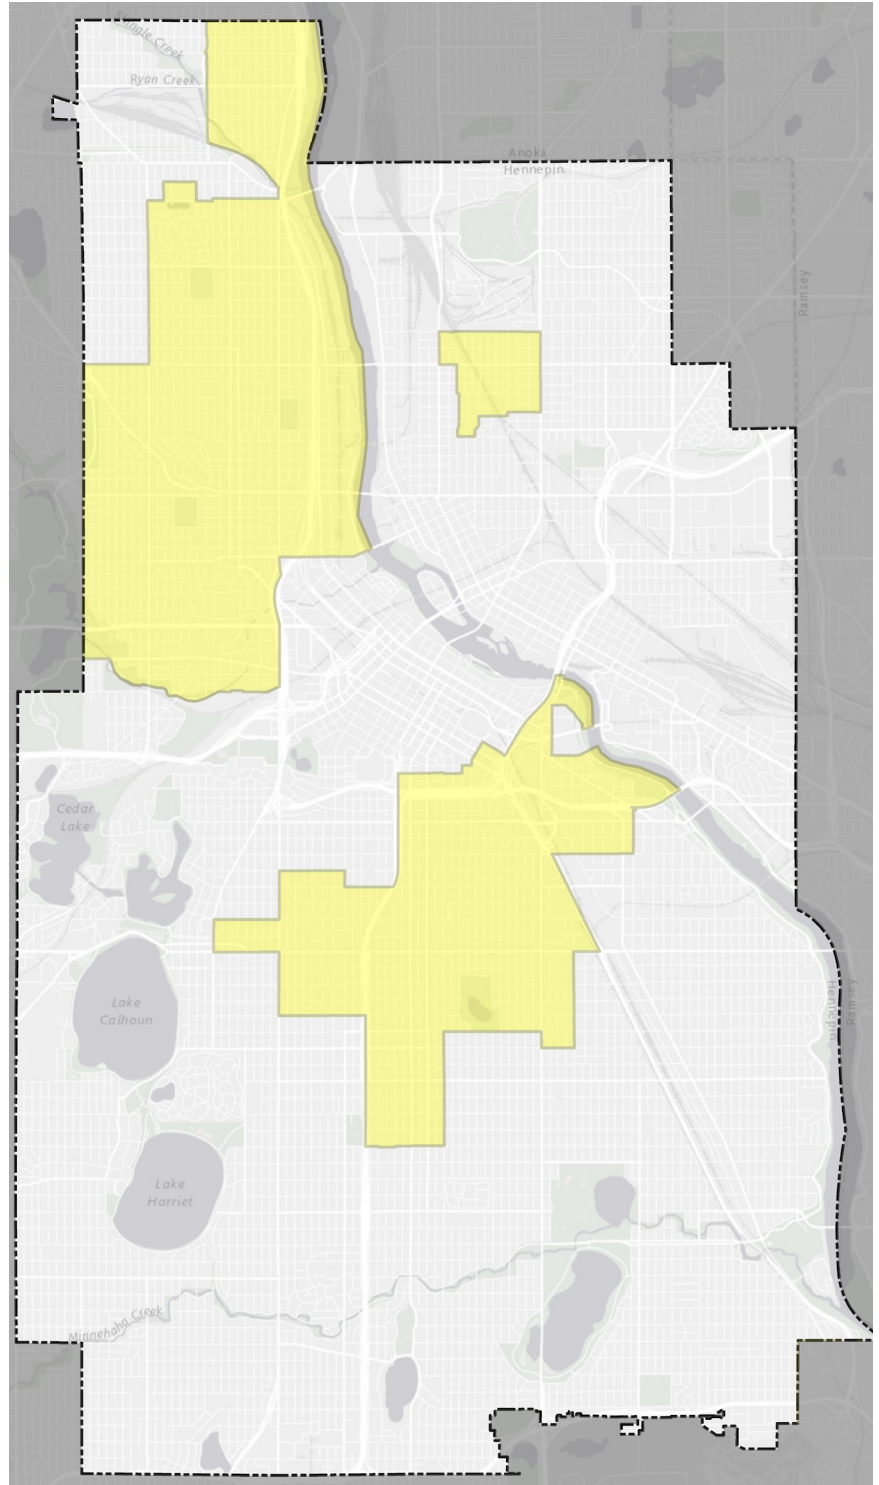 Shingle Creek
Ryan Creek
Anoka
Hennepin
Ramsey
Cedar
Lake
Lake
Calhoun
Hennepin
Ramsey
Lake
Harriet
Minnehaha Creek